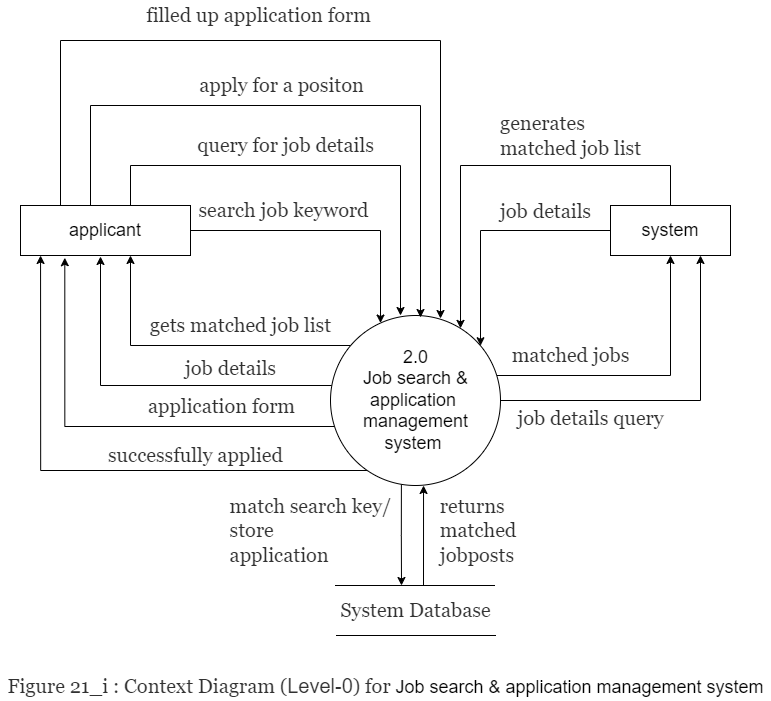 filled up application form
apply for a positon
generates
matched job list
query for job details
search job keyword
job details
applicant
system
gets matched job list
job details
application form
successfully applied
2.0
Job search &
application
management
system
matched jobs
job details query
match search key/
store
application
returns
matched
jobposts
System Database
Figure 21_i : Context Diagram (Level-0) for Job search & application management system